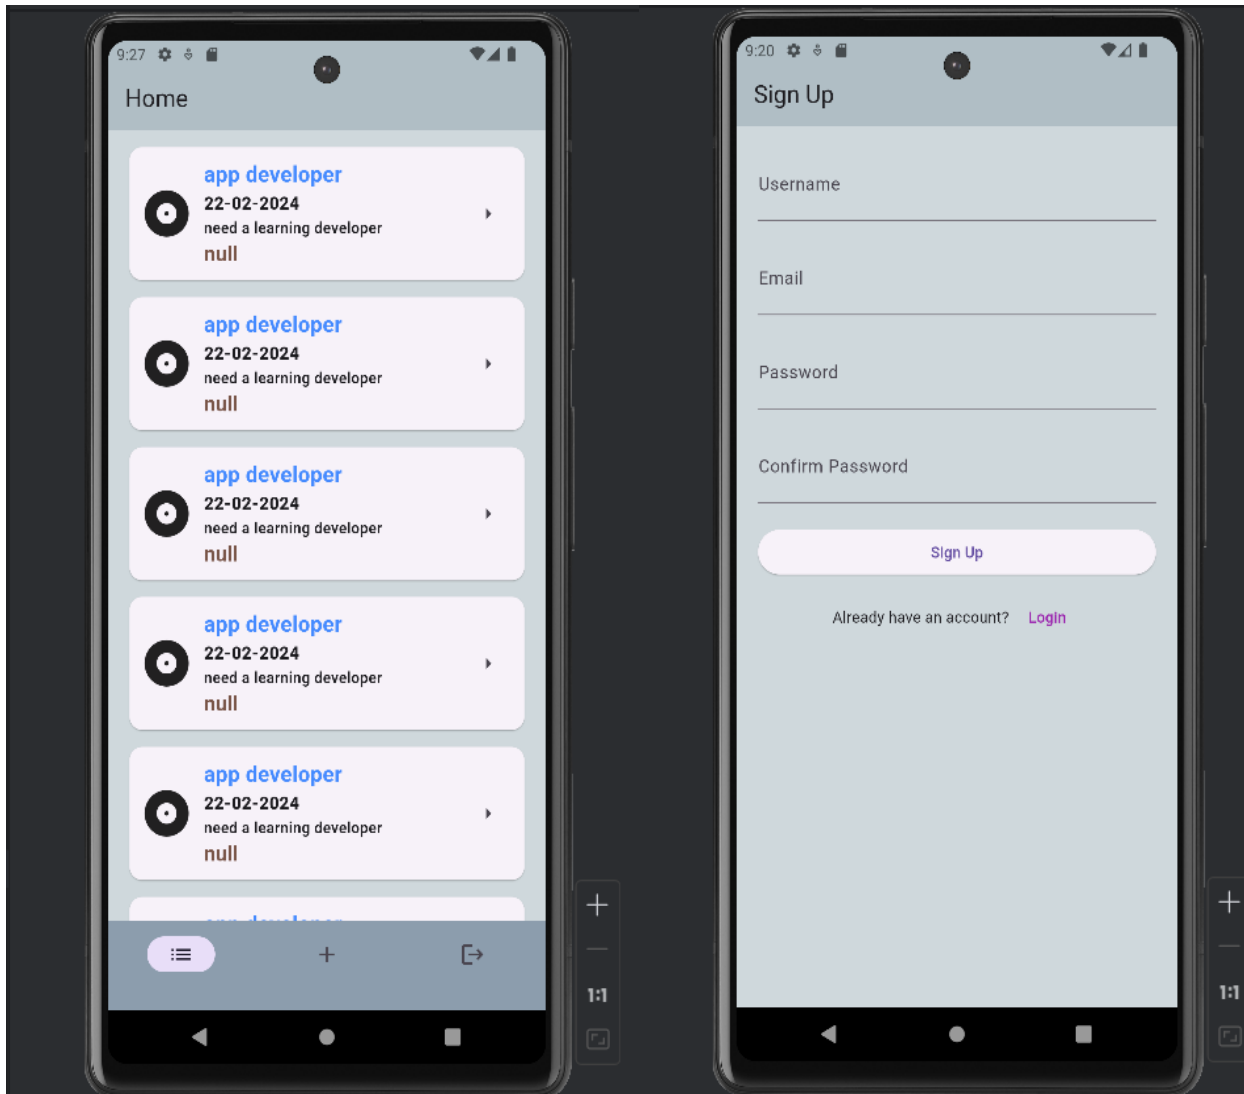 9:27
Home
app developer
22-02-2024
need a learning developer
null
app developer
22-02-2024
need a learning developer
null
app developer
22-02-2024
need a learning developer
null
app developer
22-02-2024
need a learning developer
null
app developer
22-02-2024
need a learning developer
null
app developer
1:1
9:20
Sign Up
Username
Email
Password
Confirm Password
Sign Up
Already have an account? Login
1:1